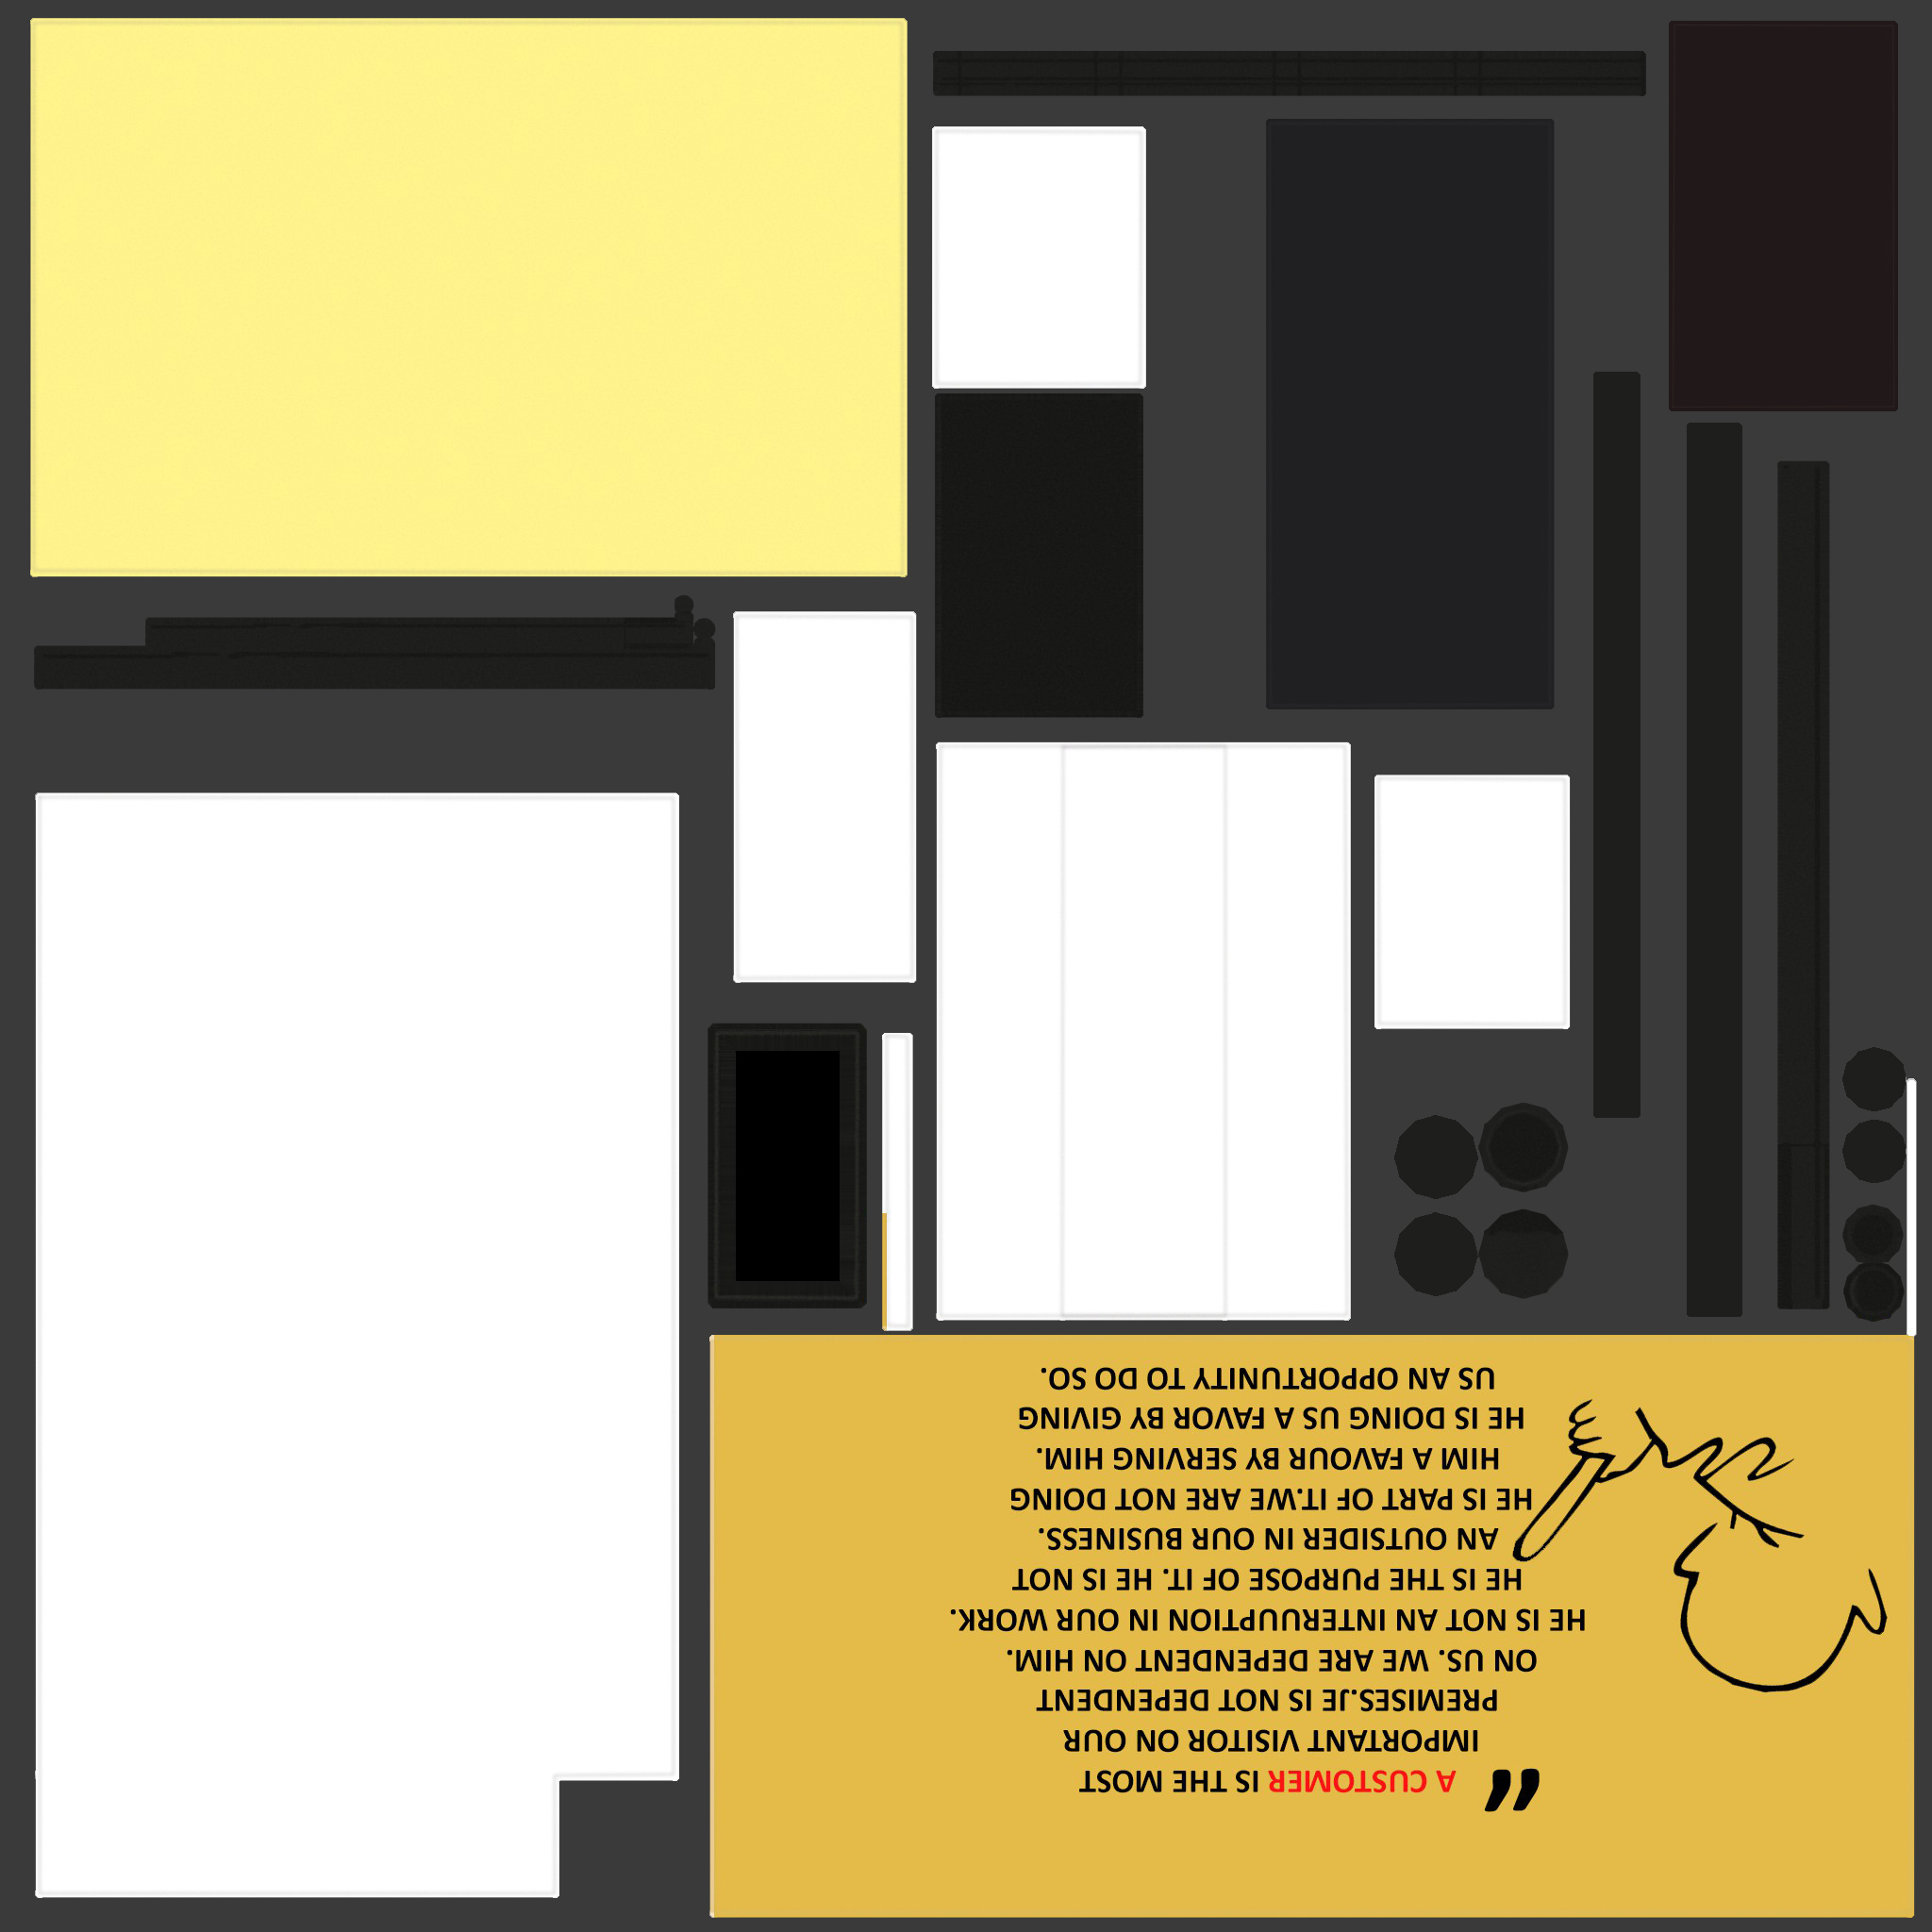 ” A CUSTOMER IS THE MOST
IMPORTANT VISITOR ON OUR
PREMISES.JE IS NOT DEPENDENT
ON US. WE ARE DEPENDENT ON HIM.
HE IS NOT AN INTERUUPTION IN OUR WORK.
HE IS THE PURPOSE OF IT. HE IS NOT
AN OUTSIDER IN OUR BUSINESS.
HE IS PART OF IT.WE ARE NOT DOING
HIM A FAVOUR BY SERVING HIM.
HE IS DOING US A FAVOR BY GIVING
US AN OPPORTUNITY TO DO SO.